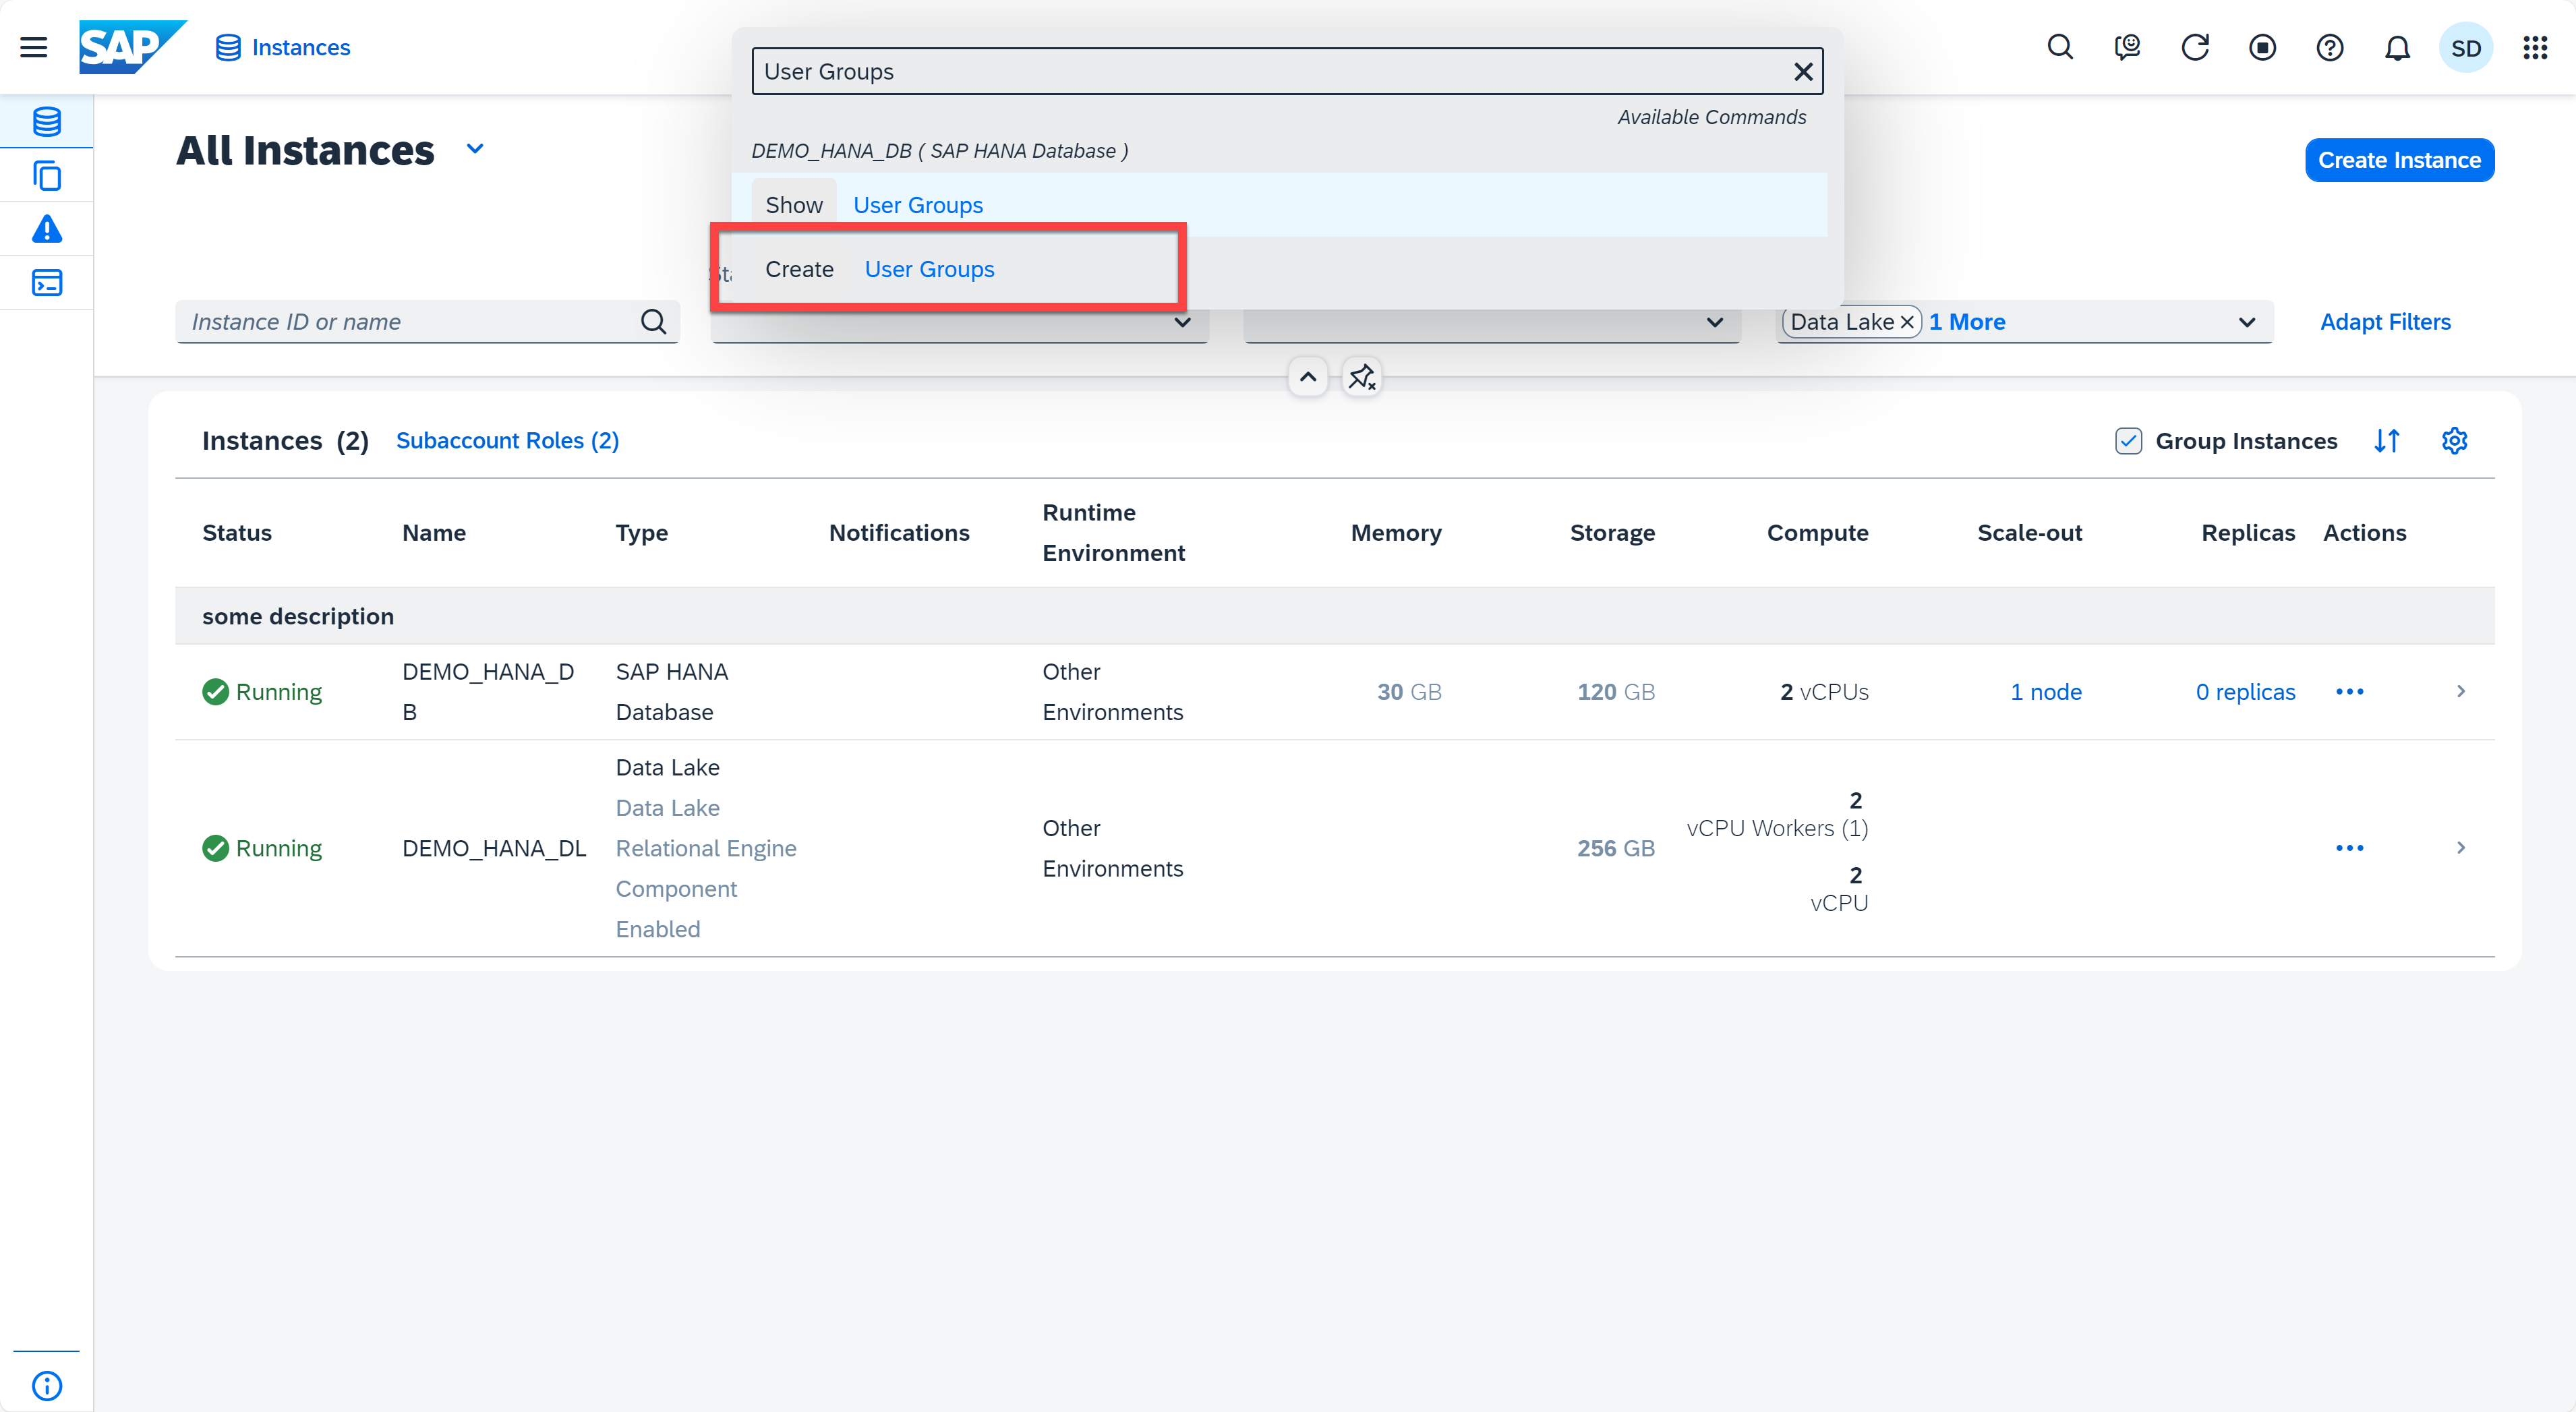 SAP
Instances
SD
User Groups
Available Commands
DEMO_HANA_DB ( SAP HANA Database )
Show User Groups
Create User Groups
All Instances
Create Instance
Instance ID or name
Data Lake
1 More
Adapt Filters
Instances (2)
Subaccount Roles (2)
Group Instances
Status
Name
Type
Notifications
Runtime
Environment
Memory
Storage
Compute
Scale-out
Replicas
Actions
some description
Running
DEMO_HANA_D
B
SAP HANA
Database
Other
Environments
30 GB
120 GB
2 vCPUs
1 node
0 replicas
Running
DEMO_HANA_DL
Data Lake
Data Lake
Relational Engine
Component
Enabled
Other
Environments
256 GB
2
vCPU Workers (1)
2
vCPU